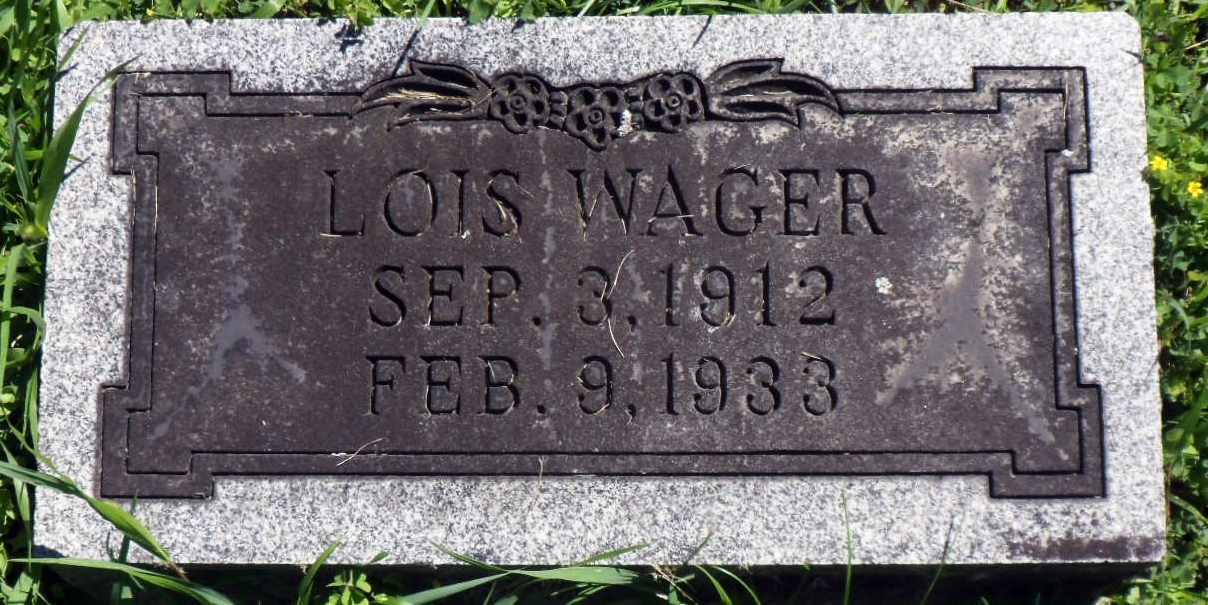 LOIS WAGER
SEP. 3, 1912
FEB. 9, 1933